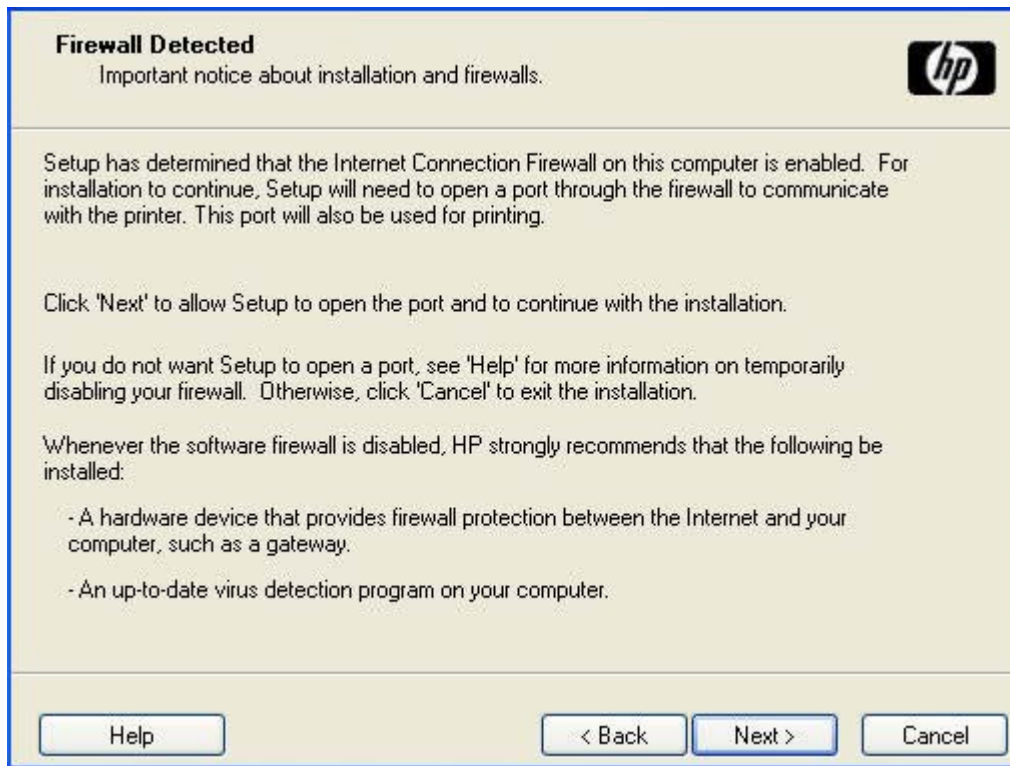 Firewall Detected
Important notice about installation and firewalls.
hp
Setup has determined that the Internet Connection Firewall on this computer is enabled.  For
installation to continue, Setup will need to open a port through the firewall to communicate
with the printer. This port will also be used for printing.
Click 'Next' to allow Setup to open the port and to continue with the installation.
If you do not want Setup to open a port, see 'Help' for more information on temporarily
disabling your firewall.  Otherwise, click 'Cancel' to exit the installation.
Whenever the software firewall is disabled, HP strongly recommends that the following be
installed:
- A hardware device that provides firewall protection between the Internet and your
computer, such as a gateway.
- An up-to-date virus detection program on your computer.
Help
< Back
Next >
Cancel